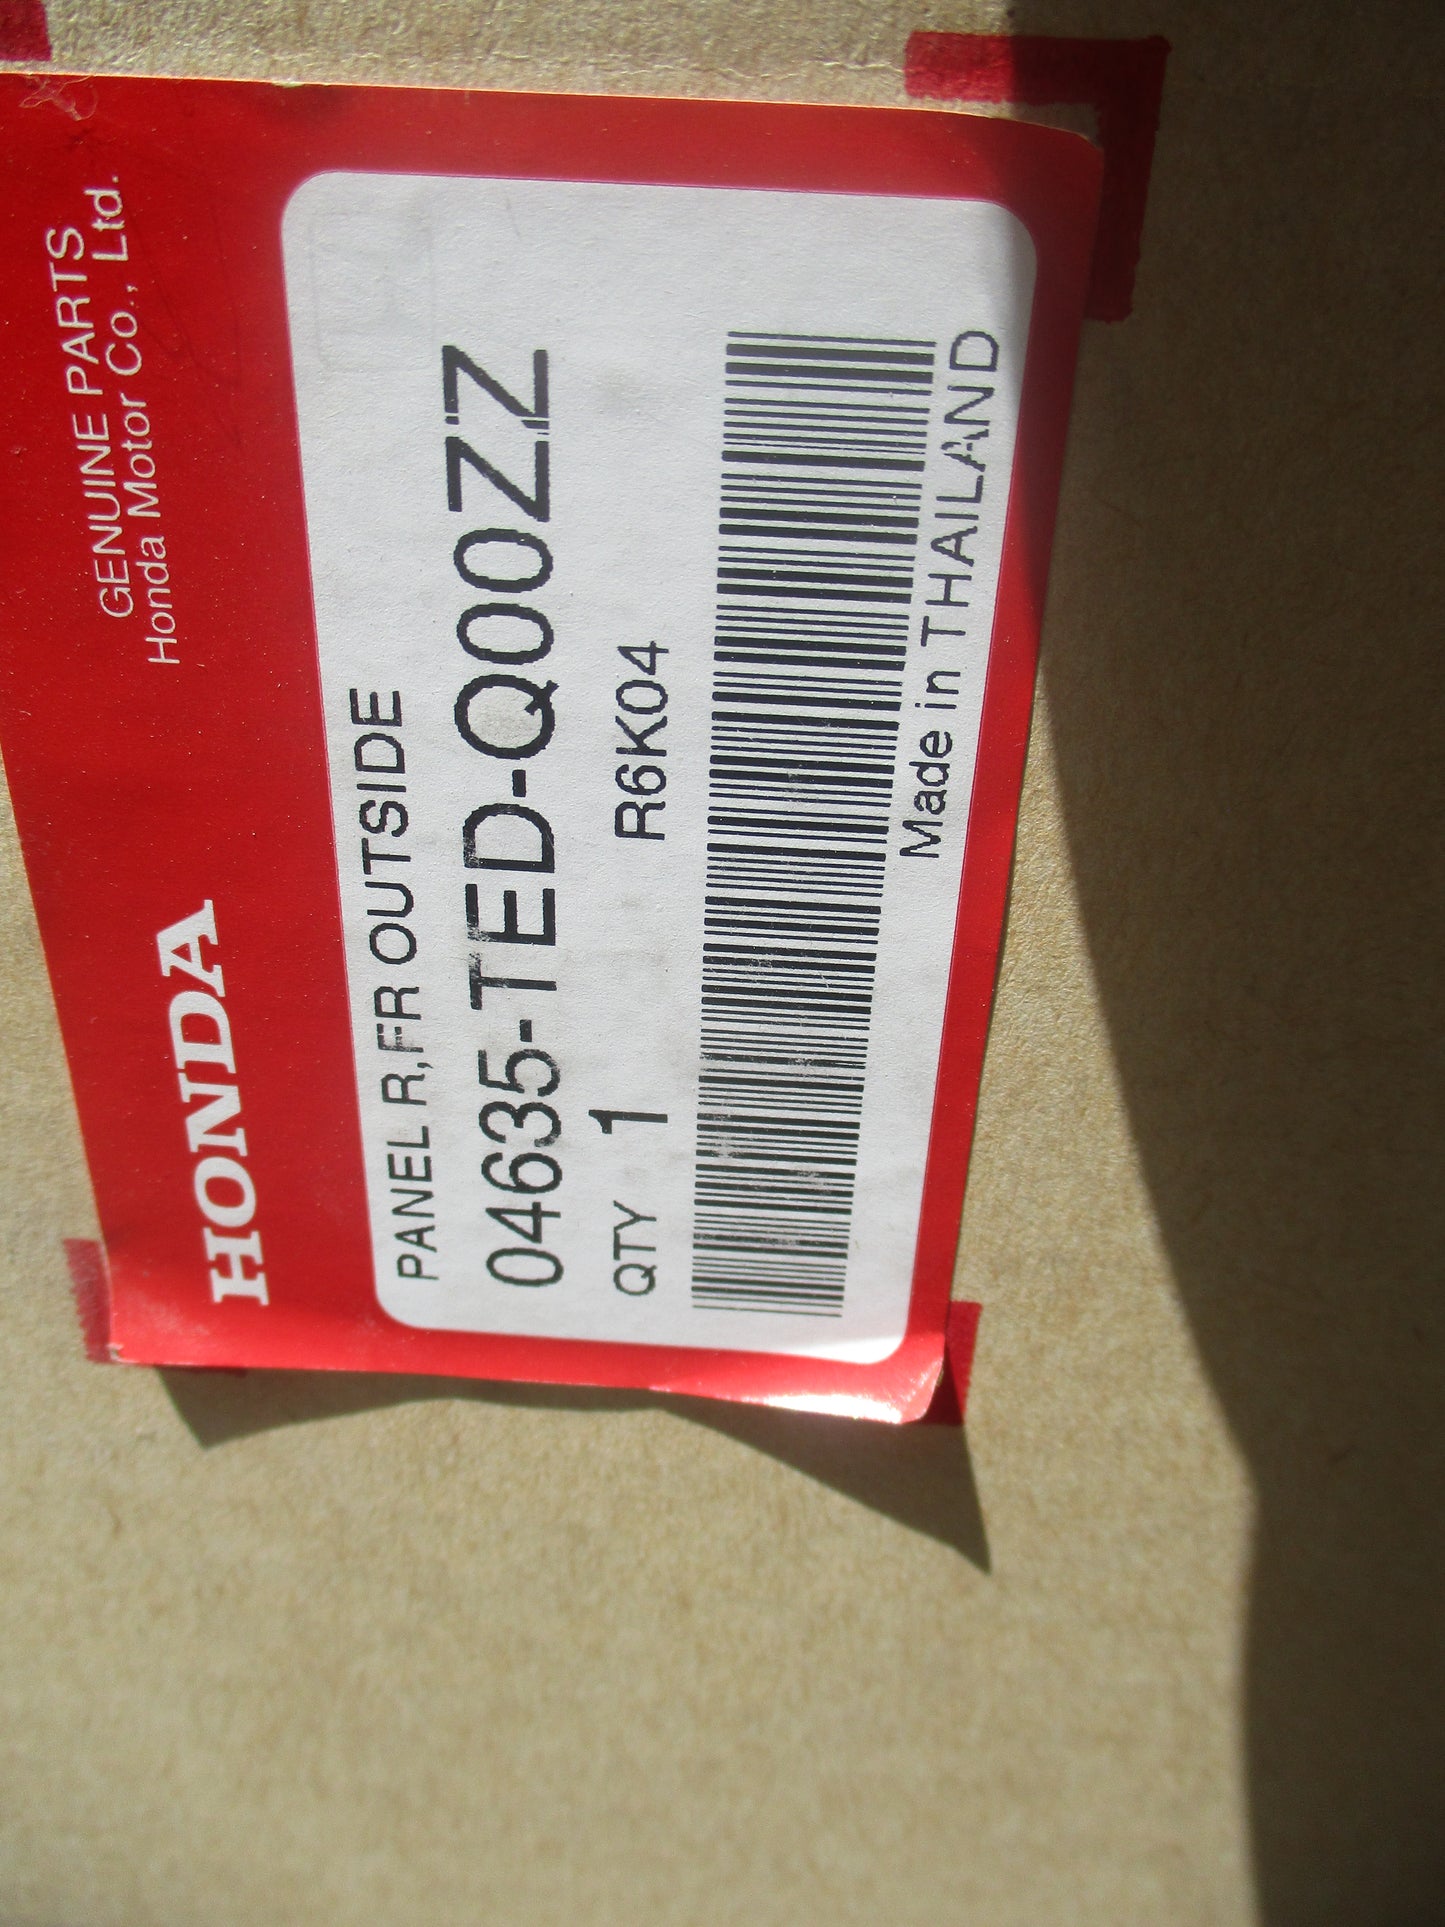 HONDA
GENUINE PARTS
Honda Motor Co., Ltd.
PANEL R,FR OUTSIDE
04635-TED-Q00ZZ
QTY 1 R6K04
Made in THAILAND